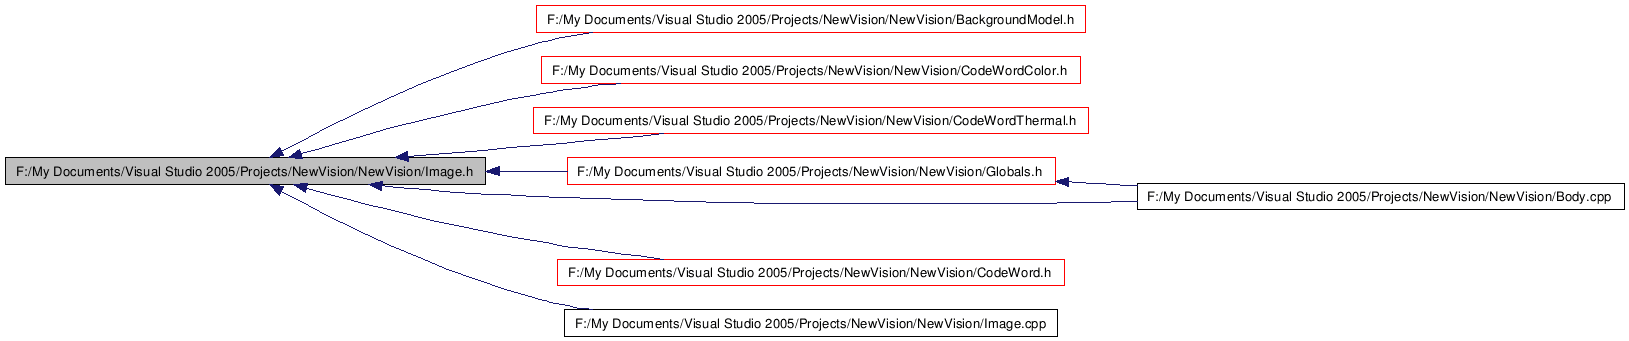 F:/My Documents/Visual Studio 2005/Projects/NewVision/NewVision/BackgroundModel.h
F:/My Documents/Visual Studio 2005/Projects/NewVision/NewVision/CodeWordColor.h
F:/My Documents/Visual Studio 2005/Projects/NewVision/NewVision/CodeWordThermal.h
F:/My Documents/Visual Studio 2005/Projects/NewVision/NewVision/Image.h
F:/My Documents/Visual Studio 2005/Projects/NewVision/NewVision/Globals.h
F:/My Documents/Visual Studio 2005/Projects/NewVision/NewVision/Body.cpp
F:/My Documents/Visual Studio 2005/Projects/NewVision/NewVision/CodeWord.h
F:/My Documents/Visual Studio 2005/Projects/NewVision/NewVision/Image.cpp